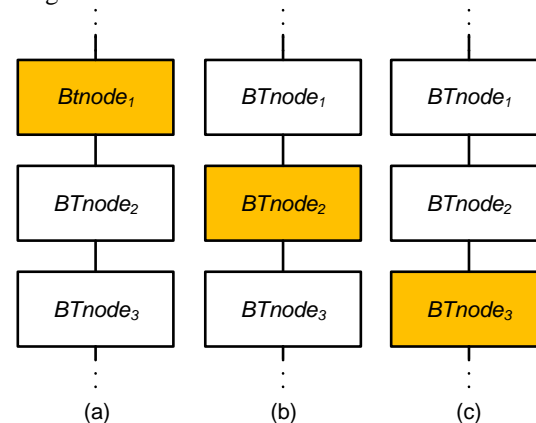 Btnode₁ BTnode₁ BTnode₁
BTnode₂ BTnode₂ BTnode₂
BTnode₃ BTnode₃ BTnode₃
(a) (b) (c)